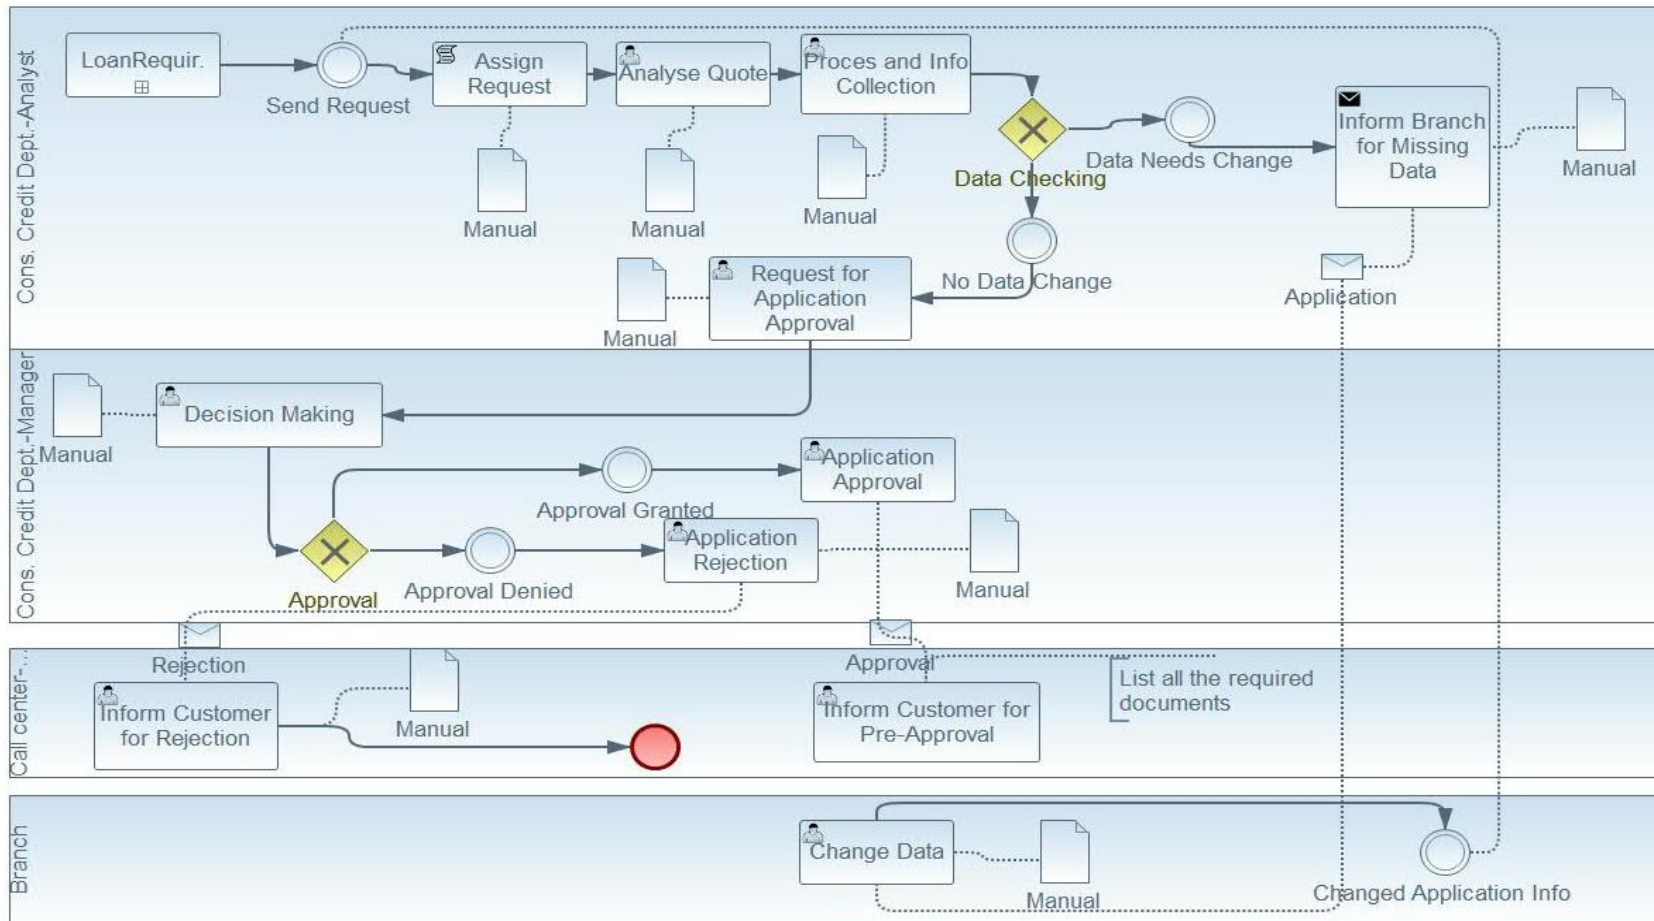 Cons. Credit Dept.-Analyst
LoanRequir.
Send Request
Assign
Request
Analyse Quote
Proces and Info
Collection
Manual
Manual
Manual
Data Checking
Data Needs Change
Inform Branch
for Missing
Data
Manual
No Data Change
Request for
Application
Approval
Manual
Application
Cons. Credit Dept.-Manager
Decision Making
Manual
Approval
Approval Granted
Application
Approval
Approval Denied
Application
Rejection
Manual
Call center-...
Rejection
Inform Customer
for Rejection
Manual
Approval
Inform Customer for
Pre-Approval
List all the required
documents
Branch
Change Data
Manual
Changed Application Info